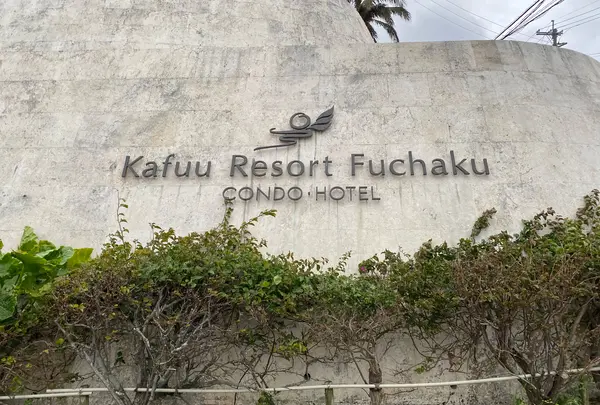 Kafuu Resort Fuchaku
CONDO · HOTEL